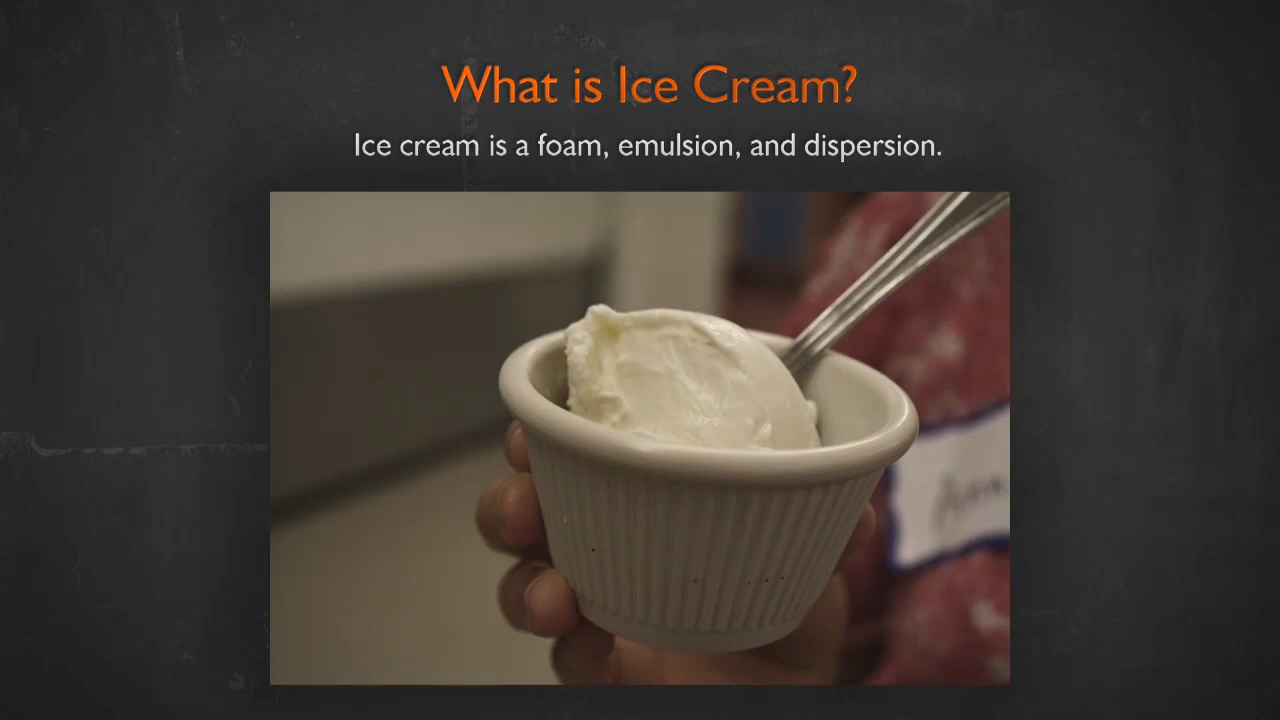 What is Ice Cream?
Ice cream is a foam, emulsion, and dispersion.